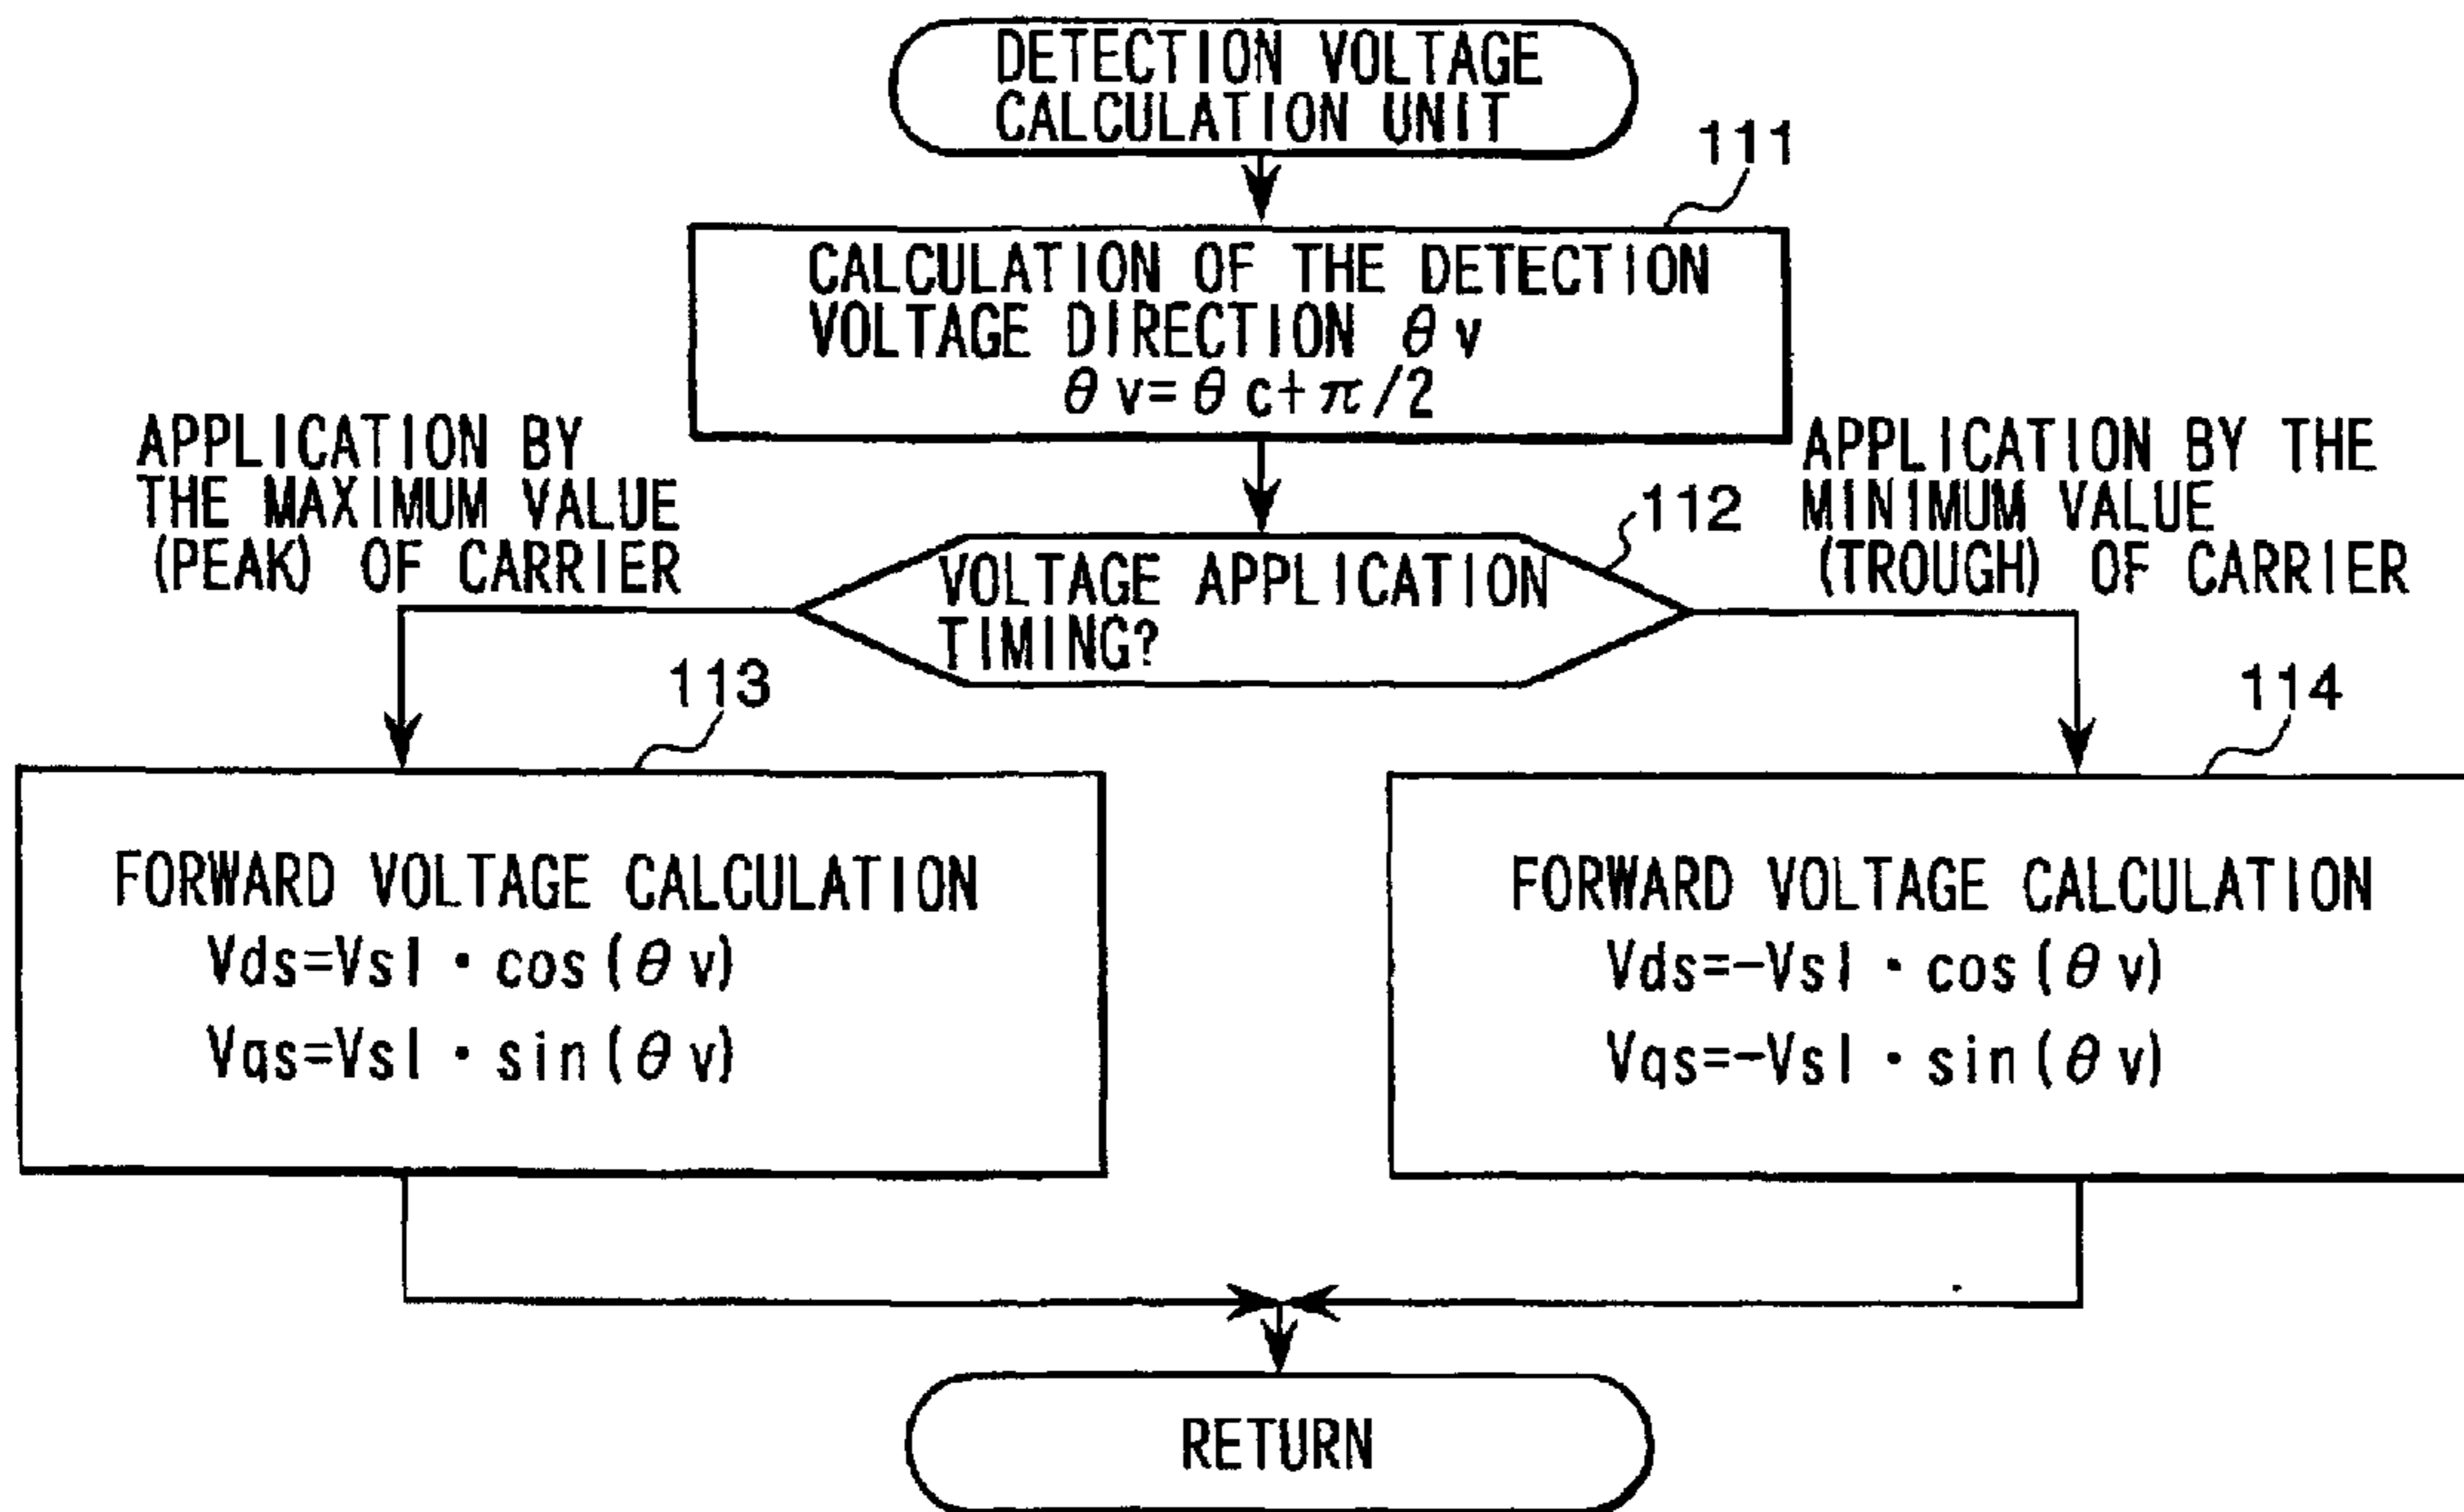 DETECTION VOLTAGE
CALCULATION UNIT
111
CALCULATION OF THE DETECTION
VOLTAGE DIRECTION θv
θv=θc+π/2
APPLICATION BY
THE MAXIMUM VALUE
(PEAK) OF CARRIER
112
APPLICATION BY THE
MINIMUM VALUE
(TROUGH) OF CARRIER
VOLTAGE APPLICATION
TIMING?
113
114
FORWARD VOLTAGE CALCULATION
Vds=Vsl・cos(θv)
Vqs=Vsl・sin(θv)
FORWARD VOLTAGE CALCULATION
Vds=-Vsl・cos(θv)
Vqs=-Vsl・sin(θv)
RETURN